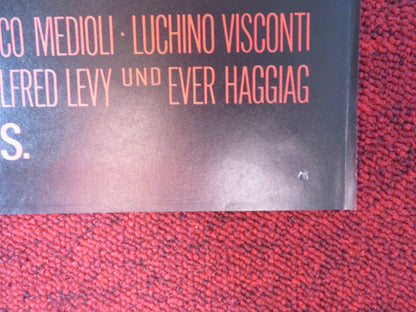 CO MEDIOLI · LUCHINO VISCONTI
LFRED LEVY UND EVER HAGGIAG
S.